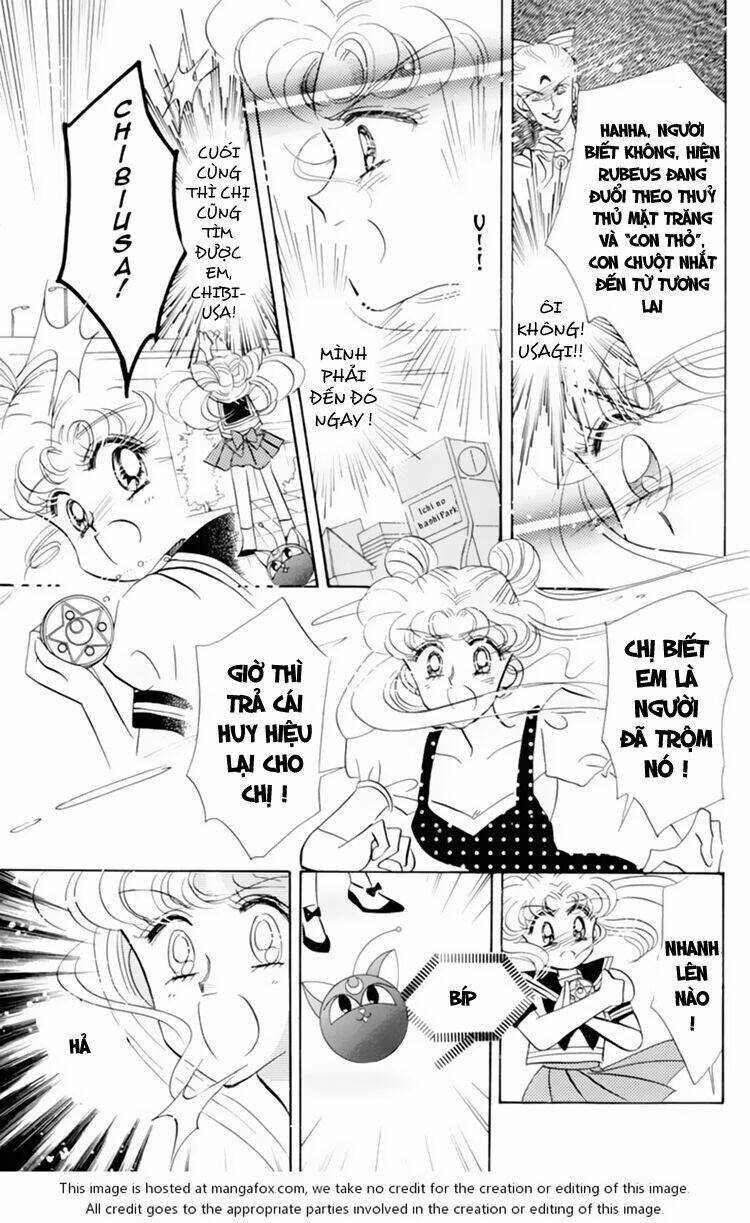 HAHHA, NGƯƠI
BIẾT KHÔNG, HIỆN
RUBEUS ĐANG
ĐUỔI THEO THUỶ
THỦ MẶT TRĂNG
VÀ "CON THỎ",
CON CHUỘT NHẮT
ĐẾN TỪ TƯƠNG
LAI
ÔI
KHÔNG!
USAGI!!
V!!
MÌNH
PHẢI
ĐẾN ĐÓ
NGAY !
Ichi no
hashi Park
CUỐI
CÙNG
THÌ CHỊ
CŨNG
TÌM
ĐƯỢC
EM,
CHIBI-
USA!
CHIBIUSA!
CHỊ BIẾT
EM LÀ
NGƯỜI
ĐÃ TRỘM
NÓ !
GIỜ THÌ
TRẢ CÁI
HUY HIỆU
LẠI CHO
CHỊ !
NHANH
LÊN
NÀO
!
BÍP
HẢ
This image is hosted at mangafox.com, we take no credit for the creation or editing of this image.
All credit goes to the appropriate parties involved in the creation or editing of this image.